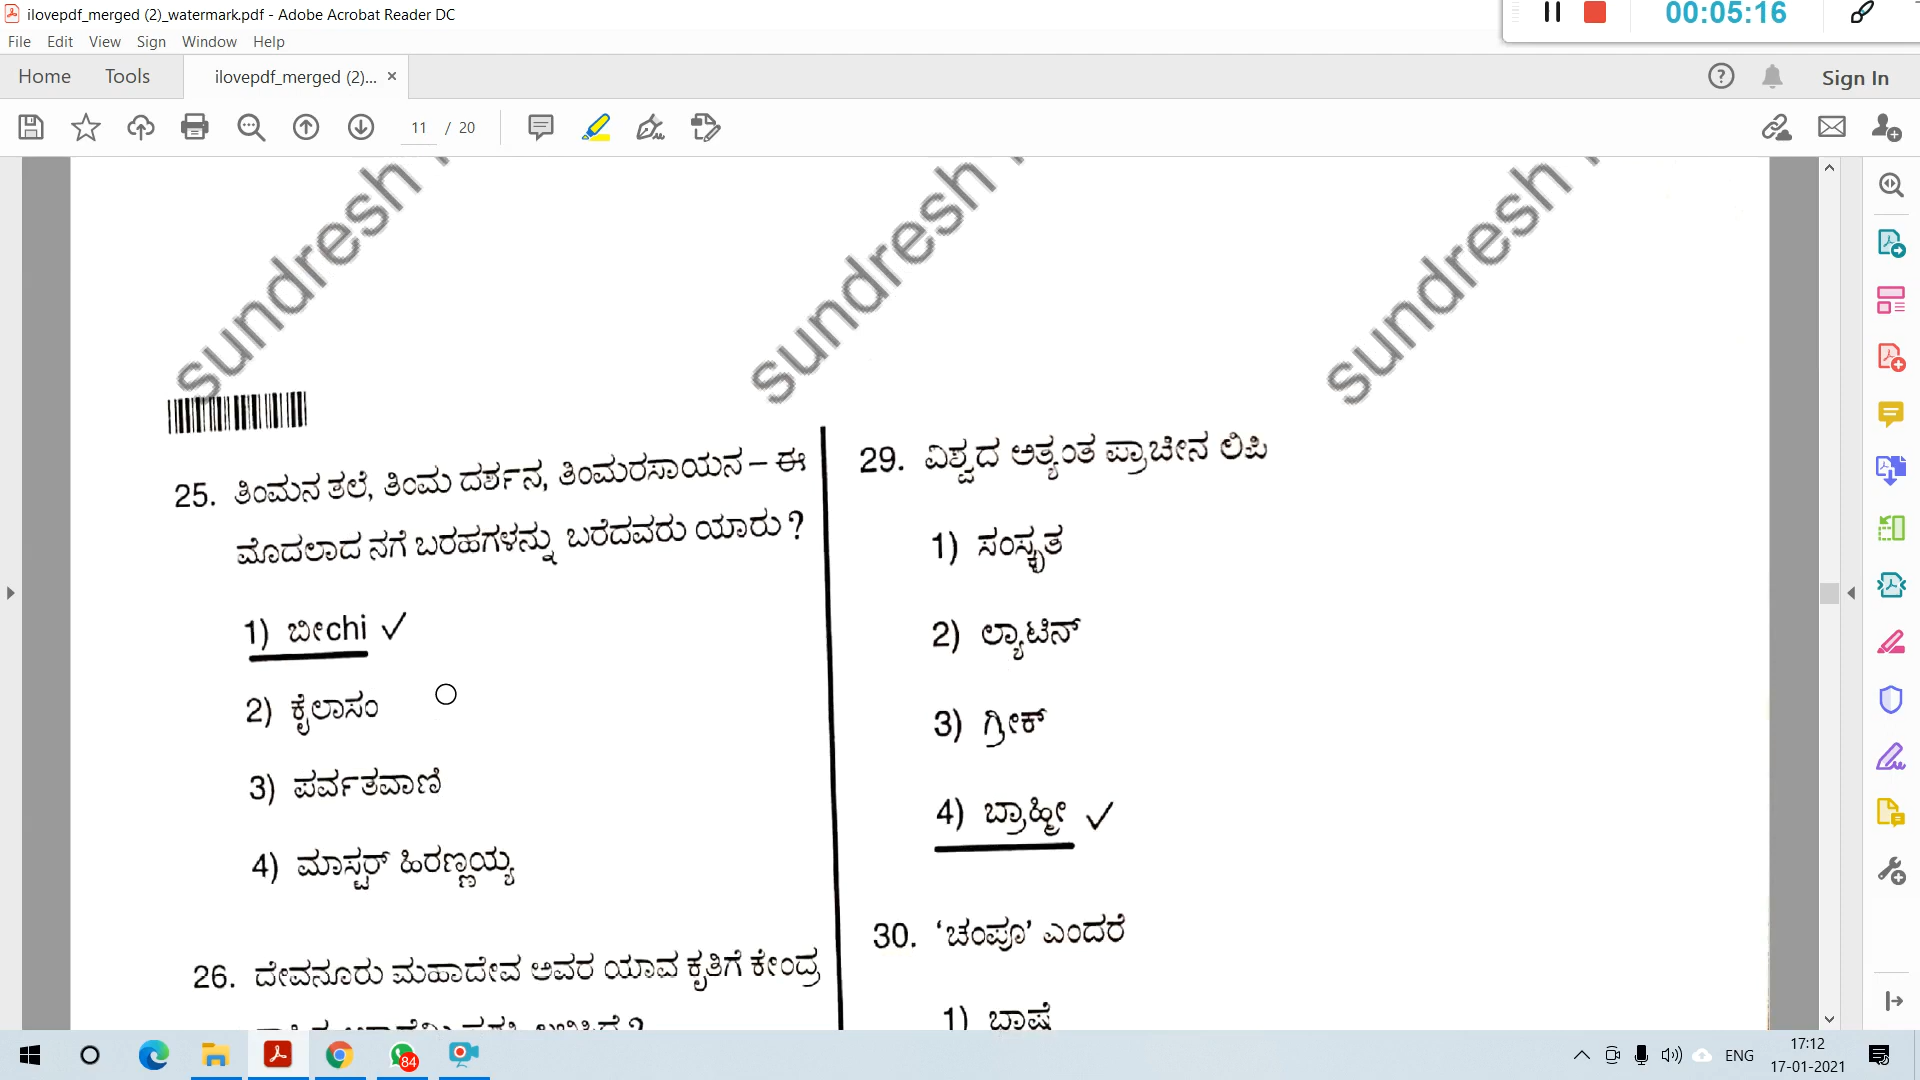 ilovepdf_merged (2)_watermark.pdf - Adobe Acrobat Reader DC
00:05:16
File Edit View Sign Window Help
Home Tools ilovepdf_merged (2)... ×
Sign In
11 / 20
sundresh
sundresh
sundresh
25. ತಿಂಮನ ತಲೆ, ತಿಂಮ ದರ್ಶನ, ತಿಂಮರಸಾಯನ – ಈ
ಮೊದಲಾದ ನಗೆ ಬರಹಗಳನ್ನು ಬರೆದವರು ಯಾರು ?
1) ಬೀchi ✓
2) ಕೈಲಾಸಂ
3) ಪರ್ವತವಾಣಿ
4) ಮಾಸ್ಟರ್ ಹಿರಣ್ಣಯ್ಯ
26. ದೇವನೂರು ಮಹಾದೇವ ಅವರ ಯಾವ ಕೃತಿಗೆ ಕೇಂದ್ರ
29. ವಿಶ್ವದ ಅತ್ಯಂತ ಪ್ರಾಚೀನ ಲಿಪಿ
1) ಸಂಸ್ಕೃತ
2) ಲ್ಯಾಟಿನ್
3) ಗ್ರೀಕ್
4) ಬ್ರಾಹ್ಮೀ ✓
30. ‘ಚಂಪೂ’ ಎಂದರೆ
1) ಭಾಷೆ
84
ENG
17:12
17-01-2021